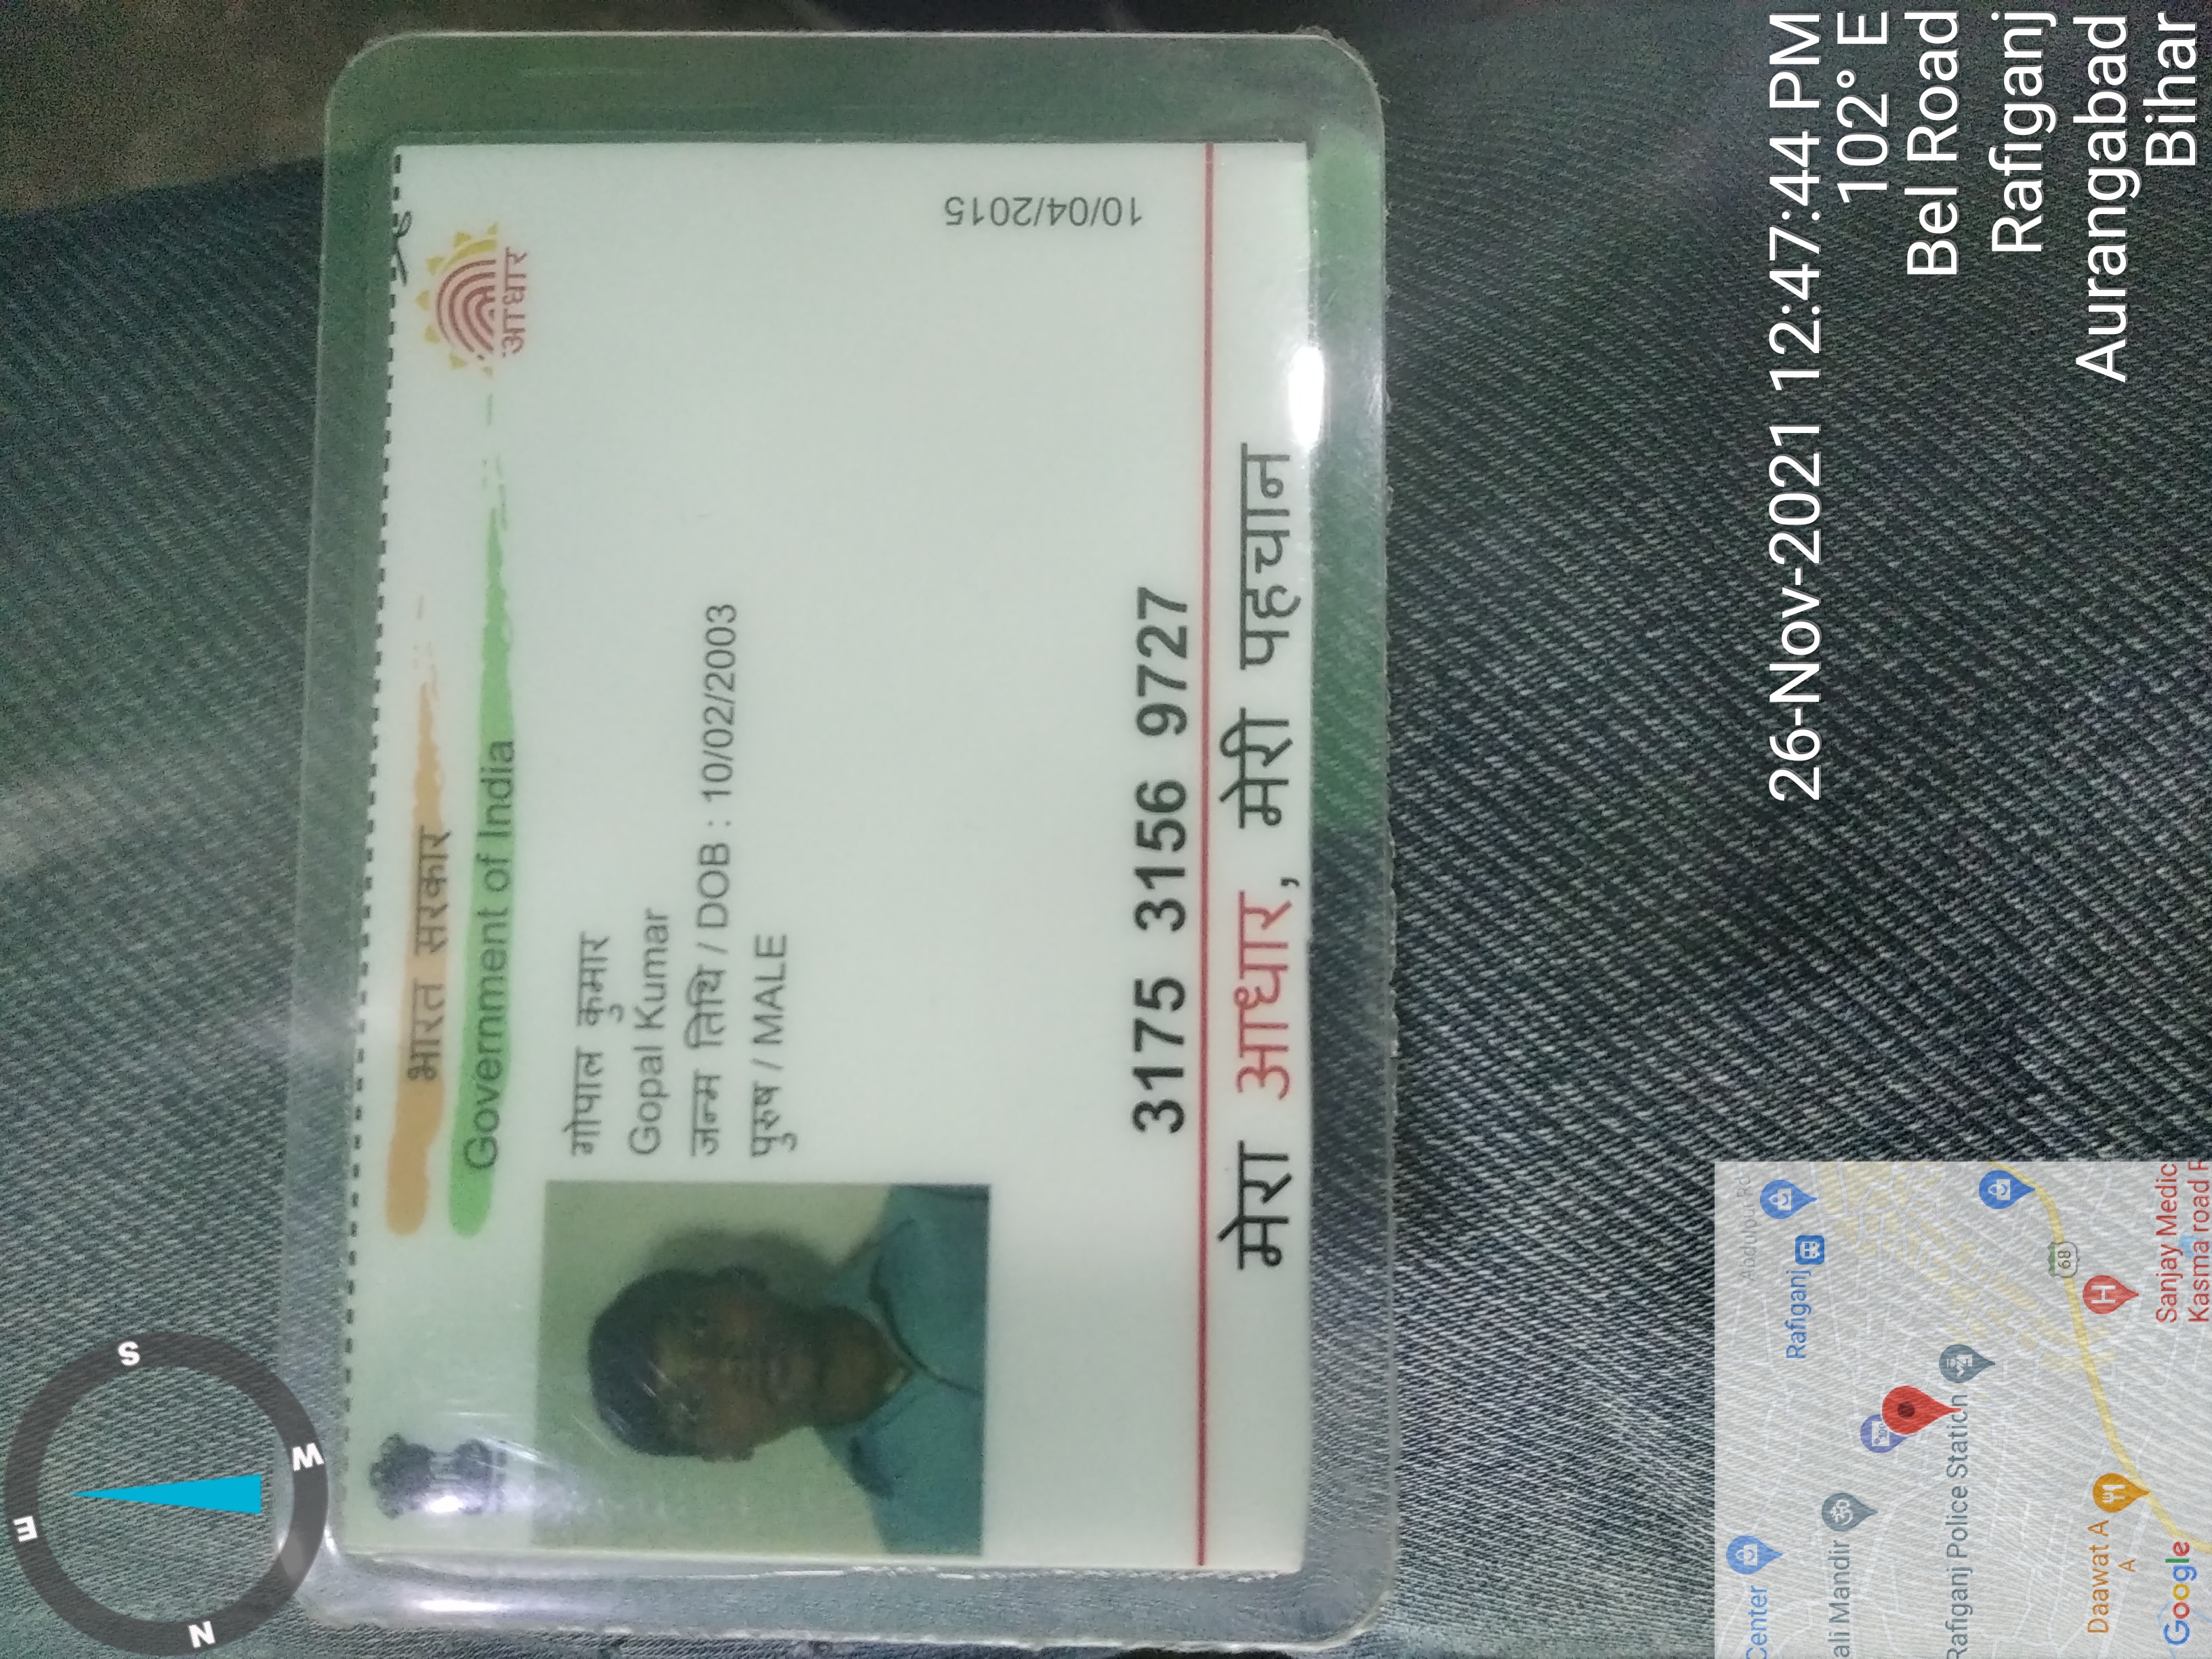 E
S
N
W
भारत सरकार
Government of India
आधार
गोपाल कुमार
Gopal Kumar
जन्म तिथि / DOB : 10/02/2003
पुरुष / MALE
10/04/2015
3175 3156 9727
मेरा आधार, मेरी पहचान
Center
Rafiganj
ali Mandir
Rafiganj Police Station
68
Daawat A
A
H
Sanjay Medic
Kasma road R
Google
26-Nov-2021 12:47:44 PM
102° E
Bel Road
Rafiganj
Aurangabad
Bihar